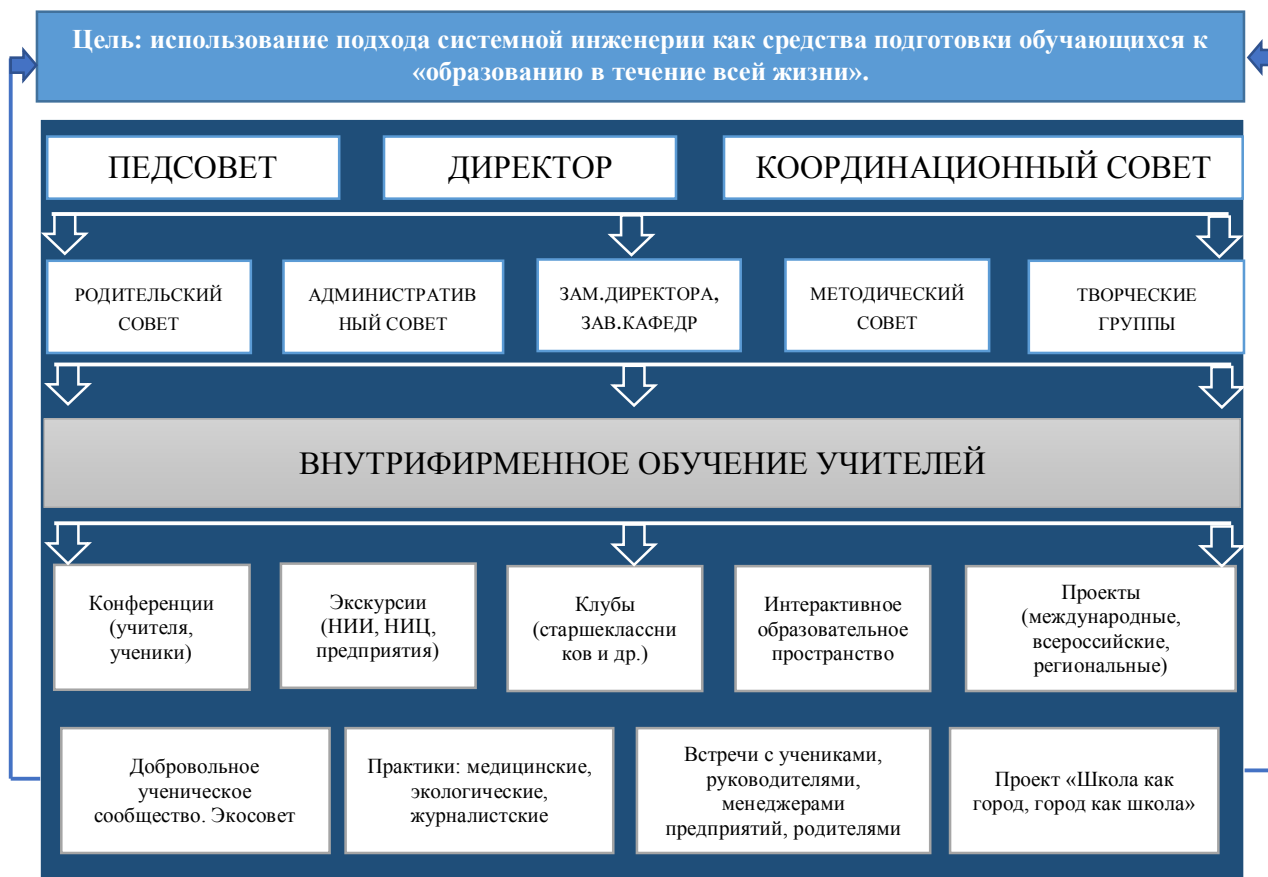 Цель: использование подхода системной инженерии как средства подготовки обучающихся к
«образованию в течение всей жизни».
ПЕДСОВЕТ
ДИРЕКТОР
КООРДИНАЦИОННЫЙ СОВЕТ
РОДИТЕЛЬСКИЙ
СОВЕТ
АДМИНИСТРАТИВ
НЫЙ СОВЕТ
ЗАМ.ДИРЕКТОРА,
ЗАВ.КАФЕДР
МЕТОДИЧЕСКИЙ
СОВЕТ
ТВОРЧЕСКИЕ
ГРУППЫ
ВНУТРИФИРМЕННОЕ ОБУЧЕНИЕ УЧИТЕЛЕЙ
Конференции
(учителя,
ученики)
Экскурсии
(НИИ, НИЦ,
предприятия)
Клубы
(старшеклассни
ков и др.)
Интерактивное
образовательное
пространство
Проекты
(международные,
всероссийские,
региональные)
Добровольное
ученическое
сообщество. Экосовет
Практики: медицинские,
экологические,
журналистские
Встречи с учениками,
руководителями,
менеджерами
предприятий, родителями
Проект «Школа как
город, город как школа»